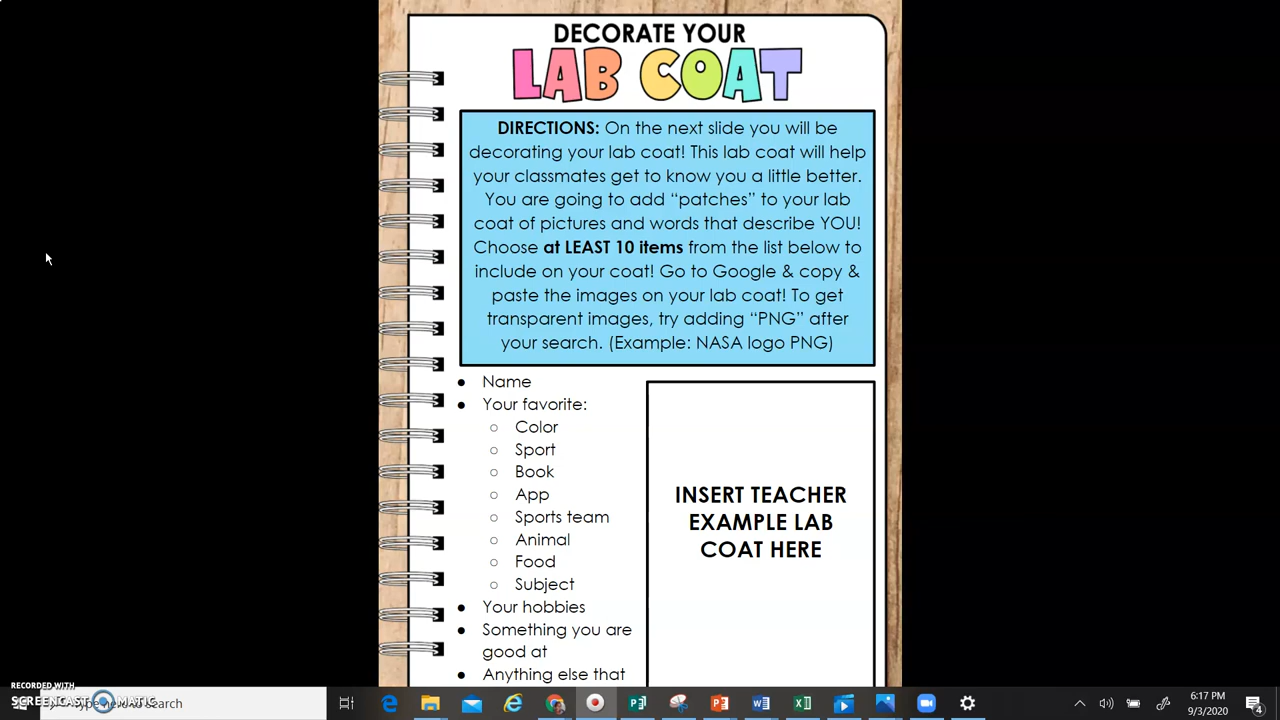 DECORATE YOUR
LAB COAT
DIRECTIONS: On the next slide you will be
decorating your lab coat! This lab coat will help
your classmates get to know you a little better.
You are going to add “patches” to your lab
coat of pictures and words that describe YOU!
Choose at LEAST 10 items from the list below to
include on your coat! Go to Google & copy &
paste the images on your lab coat! To get
transparent images, try adding “PNG” after
your search. (Example: NASA logo PNG)
● Name
● Your favorite:
○ Color
○ Sport
○ Book
○ App
○ Sports team
○ Animal
○ Food
○ Subject
● Your hobbies
● Something you are
good at
● Anything else that
INSERT TEACHER
EXAMPLE LAB
COAT HERE
RECORDED WITH
SCREENCAST MATIC
Type here to search
6:17 PM
9/3/2020